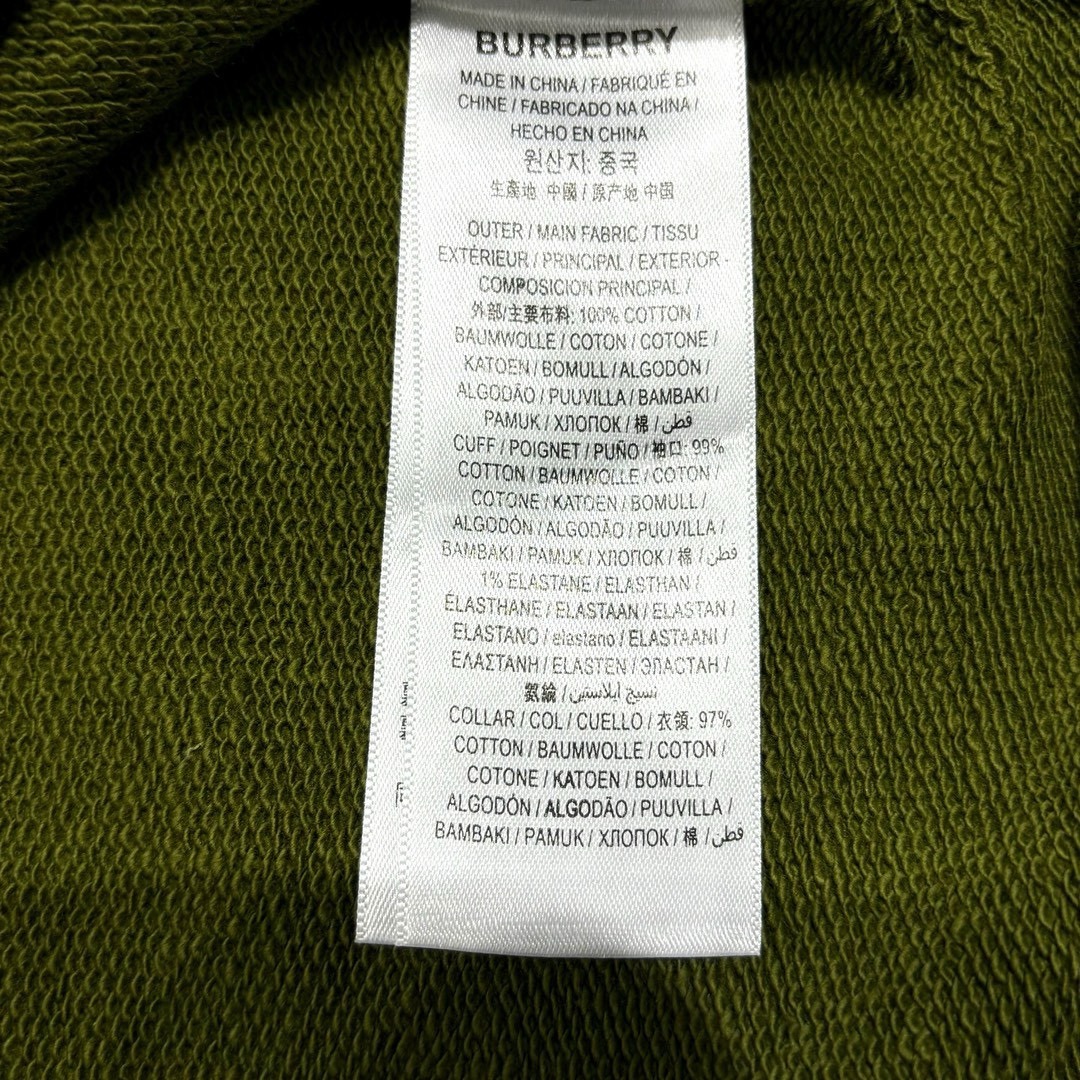 BURBERRY
MADE IN CHINA / FABRIQUÉ EN
CHINE / FABRICADO NA CHINA /
HECHO EN CHINA
원산지: 중국
生產地 中國 / 原产地 中国
OUTER / MAIN FABRIC / TISSU
EXTÉRIEUR / PRINCIPAL / EXTERIOR -
COMPOSICION PRINCIPAL /
外部/主要布料: 100% COTTON /
BAUMWOLLE / COTON / COTONE /
KATOEN / BOMULL / ALGODÓN /
ALGODÃO / PUUVILLA / BAMBAKI /
PAMUK / ХЛОПОК / 棉 / قطن
CUFF / POIGNET / PUÑO / 袖口: 99%
COTTON / BAUMWOLLE / COTON /
COTONE / KATOEN / BOMULL /
ALGODÓN / ALGODÃO / PUUVILLA /
BAMBAKI / PAMUK / ХЛОПОК / 棉 / قطن
1% ELASTANE / ELASTHAN /
ÉLASTHANE / ELASTAAN / ELASTAN /
ELASTANO / elastano / ELASTAANI /
ΕΛΑΣΤΑΝΗ / ELASTEN / ЭЛАСТАН /
氨綸 / نسيج ايلاستين
COLLAR / COL / CUELLO / 衣領: 97%
COTTON / BAUMWOLLE / COTON /
COTONE / KATOEN / BOMULL /
ALGODÓN / ALGODÃO / PUUVILLA /
BAMBAKI / PAMUK / ХЛОПОК / 棉 / قطن